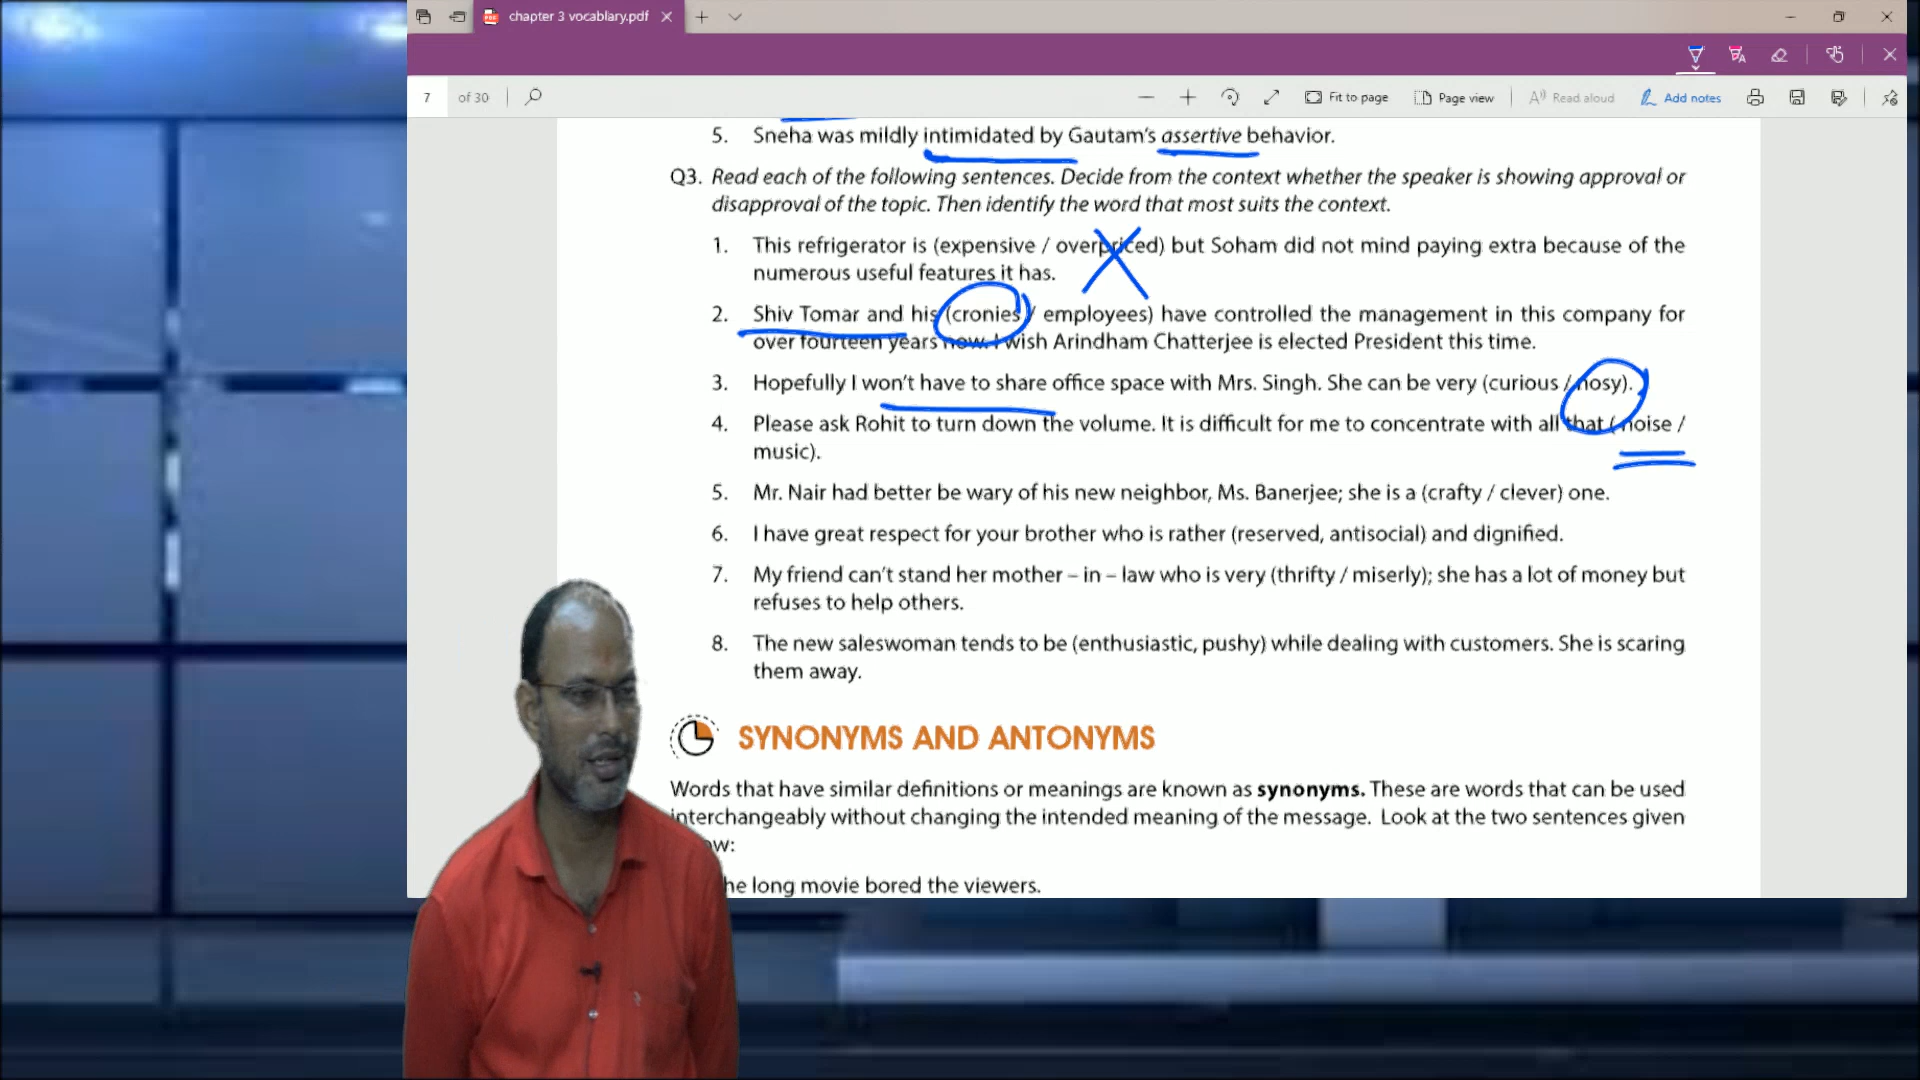 chapter 3 vocablary.pdf
7 of 30
Fit to page
Page view
Read aloud
Add notes
5. Sneha was mildly intimidated by Gautam's assertive behavior.
Q3. Read each of the following sentences. Decide from the context whether the speaker is showing approval or
disapproval of the topic. Then identify the word that most suits the context.
1. This refrigerator is (expensive / overpriced) but Soham did not mind paying extra because of the
numerous useful features it has.
2. Shiv Tomar and his (cronies / employees) have controlled the management in this company for
over fourteen years now. I wish Arindham Chatterjee is elected President this time.
3. Hopefully I won't have to share office space with Mrs. Singh. She can be very (curious / nosy).
4. Please ask Rohit to turn down the volume. It is difficult for me to concentrate with all that ( noise /
music).
5. Mr. Nair had better be wary of his new neighbor, Ms. Banerjee; she is a (crafty / clever) one.
6. I have great respect for your brother who is rather (reserved, antisocial) and dignified.
7. My friend can't stand her mother – in – law who is very (thrifty / miserly); she has a lot of money but
refuses to help others.
8. The new saleswoman tends to be (enthusiastic, pushy) while dealing with customers. She is scaring
them away.
SYNONYMS AND ANTONYMS
Words that have similar definitions or meanings are known as synonyms. These are words that can be used
interchangeably without changing the intended meaning of the message. Look at the two sentences given
ow:
he long movie bored the viewers.